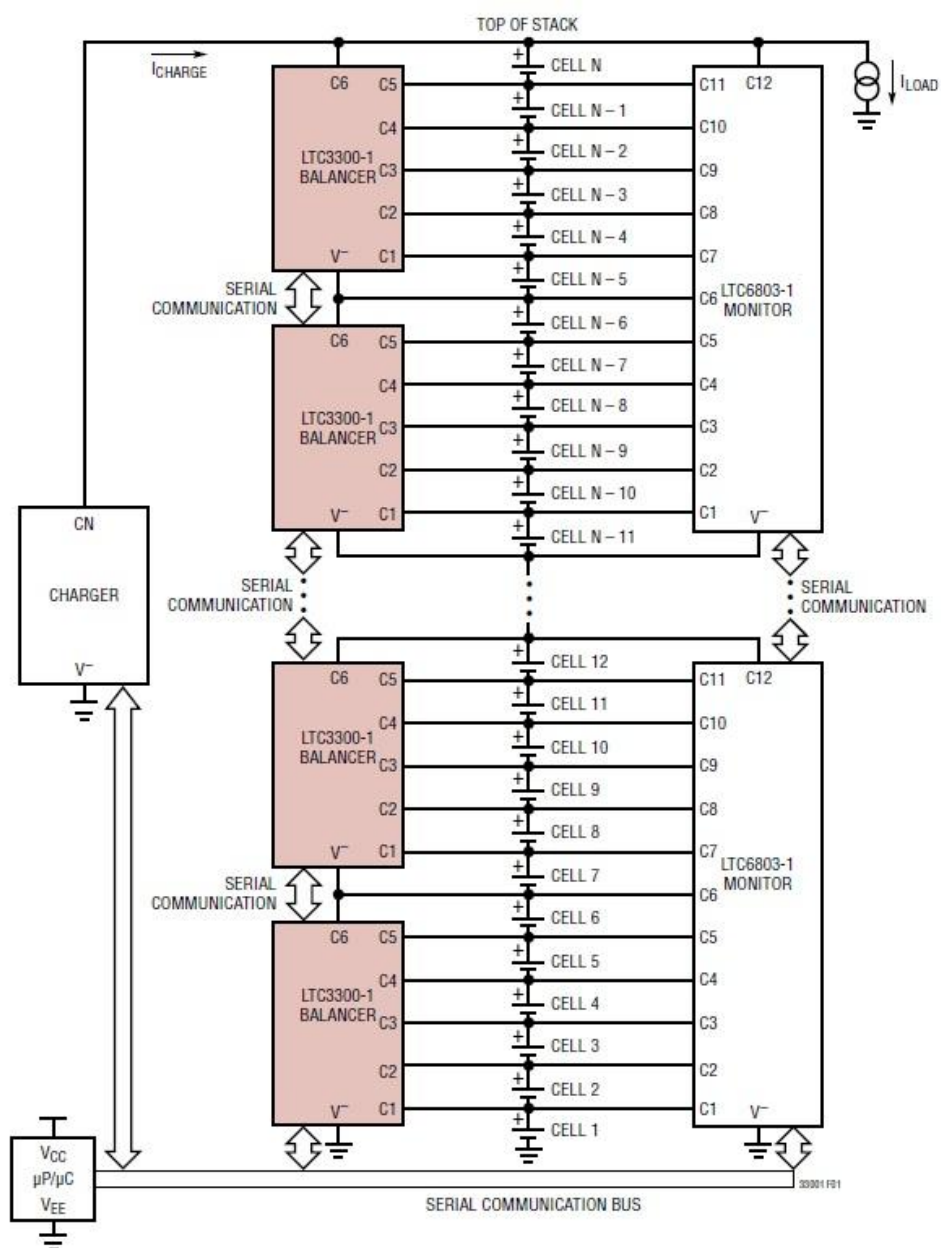 TOP OF STACK
I_CHARGE
I_LOAD
C6 C5
C4
LTC3300-1
BALANCER
C3
C2
V⁻ C1
+ CELL N
+ CELL N – 1
+ CELL N – 2
+ CELL N – 3
+ CELL N – 4
+ CELL N – 5
+ CELL N – 6
+ CELL N – 7
+ CELL N – 8
+ CELL N – 9
+ CELL N – 10
+ CELL N – 11
C11 C12
C10
C9
C8
C7
C6
LTC6803-1
MONITOR
C5
C4
C3
C2
C1 V⁻
SERIAL
COMMUNICATION
C6 C5
C4
LTC3300-1
BALANCER
C3
C2
V⁻ C1
CN
CHARGER
V⁻
SERIAL
COMMUNICATION
SERIAL
COMMUNICATION
C6 C5
C4
LTC3300-1
BALANCER
C3
C2
V⁻ C1
+ CELL 12
+ CELL 11
+ CELL 10
+ CELL 9
+ CELL 8
+ CELL 7
+ CELL 6
+ CELL 5
+ CELL 4
+ CELL 3
+ CELL 2
+ CELL 1
C11 C12
C10
C9
C8
C7
LTC6803-1
MONITOR
C6
C5
C4
C3
C2
C1 V⁻
SERIAL
COMMUNICATION
C6 C5
C4
LTC3300-1
BALANCER
C3
C2
V⁻ C1
VCC
µP/µC
VEE
SERIAL COMMUNICATION BUS
33001 F01